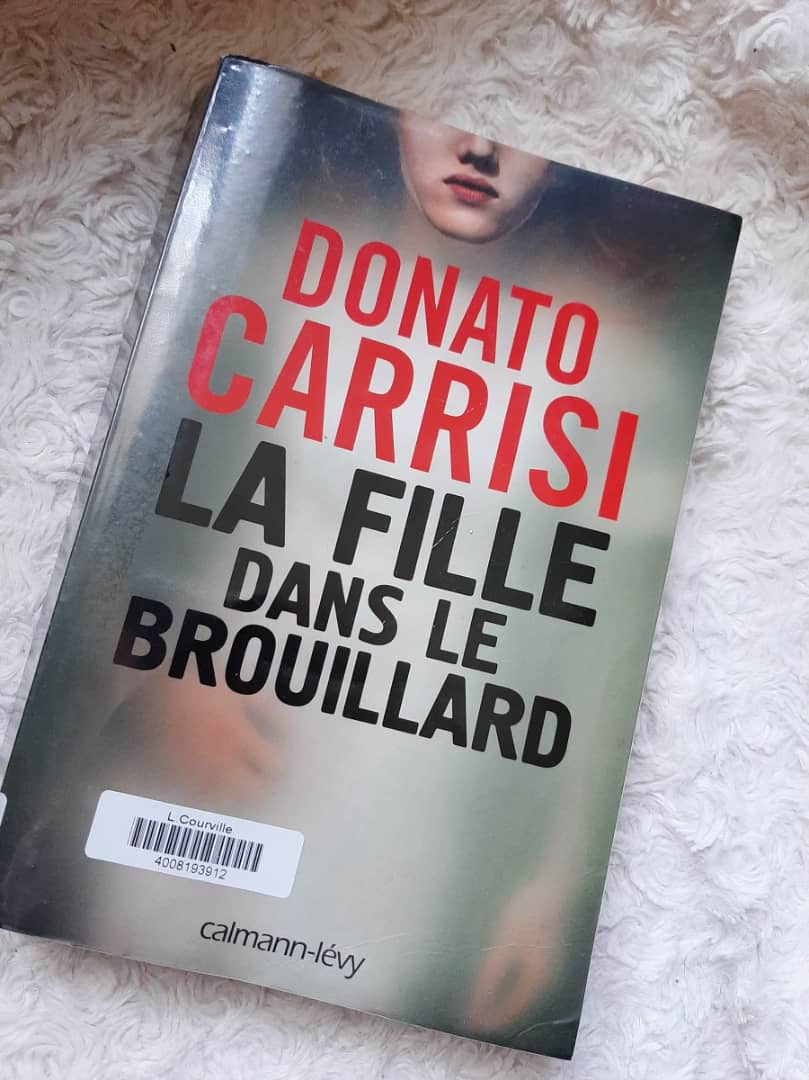 DONATO
CARRISI
LA FILLE
DANS LE
BROUILLARD
L.Courville
4008193912
calmann-lévy